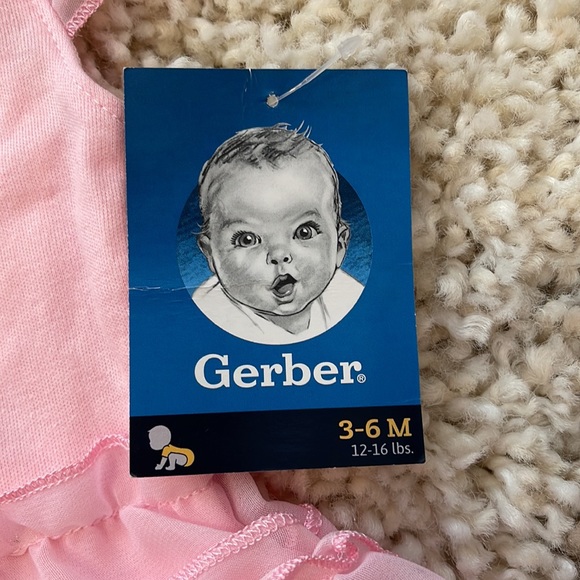 Gerber®
3-6 M
12-16 lbs.